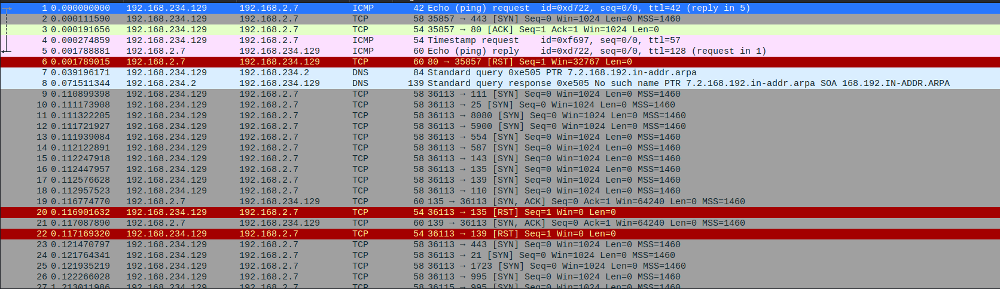 1 0.000000000 192.168.234.129 192.168.2.7 ICMP 42 Echo (ping) request id=0xd722, seq=0/0, ttl=42 (reply in 5)
2 0.000111590 192.168.234.129 192.168.2.7 TCP 58 35857 → 443 [SYN] Seq=0 Win=1024 Len=0 MSS=1460
3 0.000191656 192.168.234.129 192.168.2.7 TCP 54 35857 → 80 [ACK] Seq=1 Ack=1 Win=1024 Len=0
4 0.000274859 192.168.234.129 192.168.2.7 ICMP 54 Timestamp request id=0xf697, seq=0/0, ttl=57
5 0.001788881 192.168.2.7 192.168.234.129 ICMP 60 Echo (ping) reply id=0xd722, seq=0/0, ttl=128 (request in 1)
6 0.001789015 192.168.2.7 192.168.234.129 TCP 60 80 → 35857 [RST] Seq=1 Win=32767 Len=0
7 0.039196171 192.168.234.129 192.168.234.2 DNS 84 Standard query 0xe505 PTR 7.2.168.192.in-addr.arpa
8 0.071511344 192.168.234.2 192.168.234.129 DNS 139 Standard query response 0xe505 No such name PTR 7.2.168.192.in-addr.arpa SOA 168.192.IN-ADDR.ARPA
9 0.110899398 192.168.234.129 192.168.2.7 TCP 58 36113 → 111 [SYN] Seq=0 Win=1024 Len=0 MSS=1460
10 0.111173908 192.168.234.129 192.168.2.7 TCP 58 36113 → 25 [SYN] Seq=0 Win=1024 Len=0 MSS=1460
11 0.111322205 192.168.234.129 192.168.2.7 TCP 58 36113 → 8080 [SYN] Seq=0 Win=1024 Len=0 MSS=1460
12 0.111721927 192.168.234.129 192.168.2.7 TCP 58 36113 → 5900 [SYN] Seq=0 Win=1024 Len=0 MSS=1460
13 0.111939084 192.168.234.129 192.168.2.7 TCP 58 36113 → 554 [SYN] Seq=0 Win=1024 Len=0 MSS=1460
14 0.112122891 192.168.234.129 192.168.2.7 TCP 58 36113 → 587 [SYN] Seq=0 Win=1024 Len=0 MSS=1460
15 0.112247918 192.168.234.129 192.168.2.7 TCP 58 36113 → 143 [SYN] Seq=0 Win=1024 Len=0 MSS=1460
16 0.112447957 192.168.234.129 192.168.2.7 TCP 58 36113 → 135 [SYN] Seq=0 Win=1024 Len=0 MSS=1460
17 0.112576628 192.168.234.129 192.168.2.7 TCP 58 36113 → 139 [SYN] Seq=0 Win=1024 Len=0 MSS=1460
18 0.112957523 192.168.234.129 192.168.2.7 TCP 58 36113 → 110 [SYN] Seq=0 Win=1024 Len=0 MSS=1460
19 0.116774770 192.168.2.7 192.168.234.129 TCP 60 135 → 36113 [SYN, ACK] Seq=0 Ack=1 Win=64240 Len=0 MSS=1460
20 0.116901632 192.168.234.129 192.168.2.7 TCP 54 36113 → 135 [RST] Seq=1 Win=0 Len=0
21 0.117087890 192.168.2.7 192.168.234.129 TCP 60 139 → 36113 [SYN, ACK] Seq=0 Ack=1 Win=64240 Len=0 MSS=1460
22 0.117169320 192.168.234.129 192.168.2.7 TCP 54 36113 → 139 [RST] Seq=1 Win=0 Len=0
23 0.121470797 192.168.234.129 192.168.2.7 TCP 58 36113 → 443 [SYN] Seq=0 Win=1024 Len=0 MSS=1460
24 0.121764341 192.168.234.129 192.168.2.7 TCP 58 36113 → 21 [SYN] Seq=0 Win=1024 Len=0 MSS=1460
25 0.121935219 192.168.234.129 192.168.2.7 TCP 58 36113 → 1723 [SYN] Seq=0 Win=1024 Len=0 MSS=1460
26 0.122266028 192.168.234.129 192.168.2.7 TCP 58 36113 → 995 [SYN] Seq=0 Win=1024 Len=0 MSS=1460
27 1.213011986 192.168.234.129 192.168.2.7 TCP 58 36115 → 995 [SYN] Seq=0 Win=1024 Len=0 MSS=1460